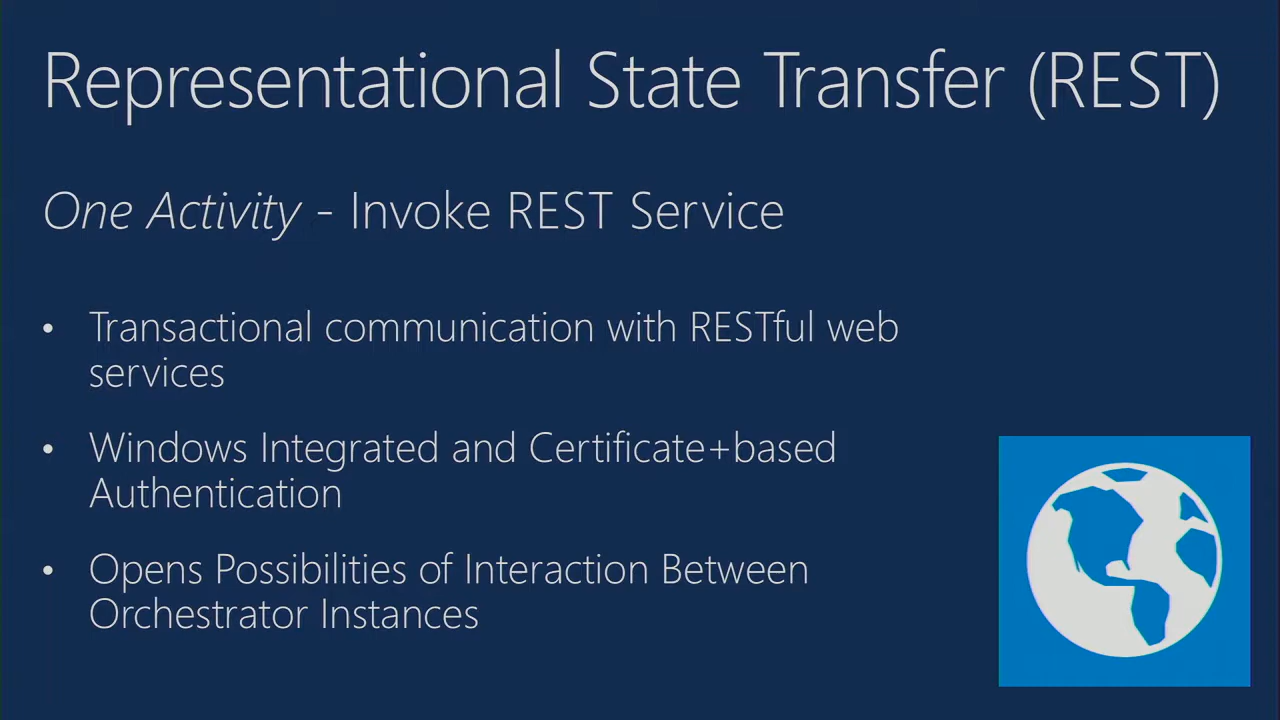 Representational State Transfer (REST)
One Activity - Invoke REST Service
• Transactional communication with RESTful web
services
• Windows Integrated and Certificate+based
Authentication
• Opens Possibilities of Interaction Between
Orchestrator Instances